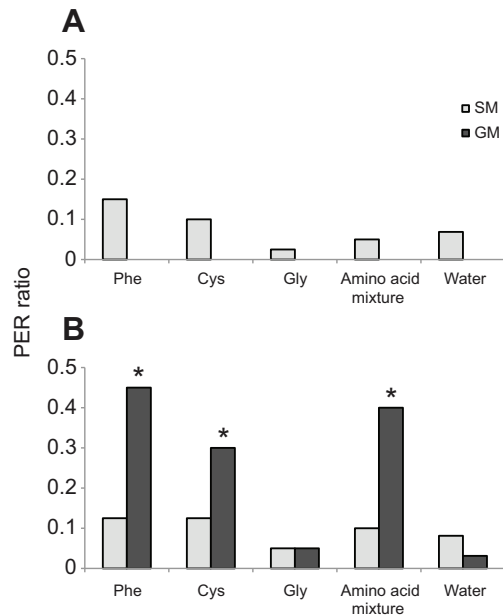 A
0.5
0.4
0.3
0.2
0.1
0
SM
GM
Phe Cys Gly Amino acid Water
mixture
PER ratio
B
0.5
0.4
0.3
0.2
0.1
0
* * *
Phe Cys Gly Amino acid Water
mixture